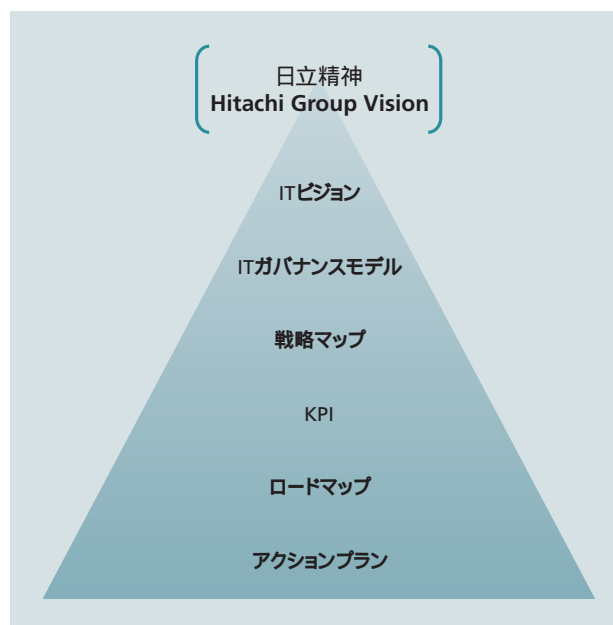 日立精神
Hitachi Group Vision
ITビジョン
ITガバナンスモデル
戦略マップ
KPI
ロードマップ
アクションプラン